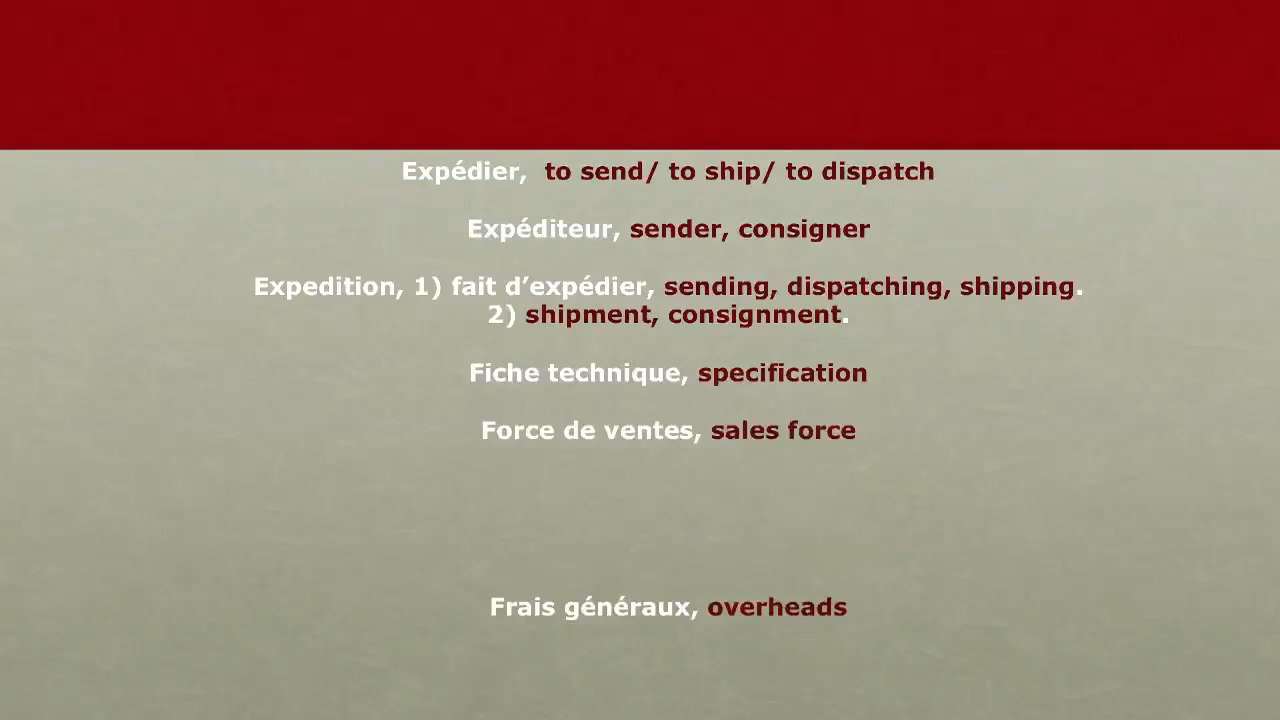 Expédier, to send/ to ship/ to dispatch
Expéditeur, sender, consigner
Expedition, 1) fait d’expédier, sending, dispatching, shipping.
2) shipment, consignment.
Fiche technique, specification
Force de ventes, sales force
Frais généraux, overheads